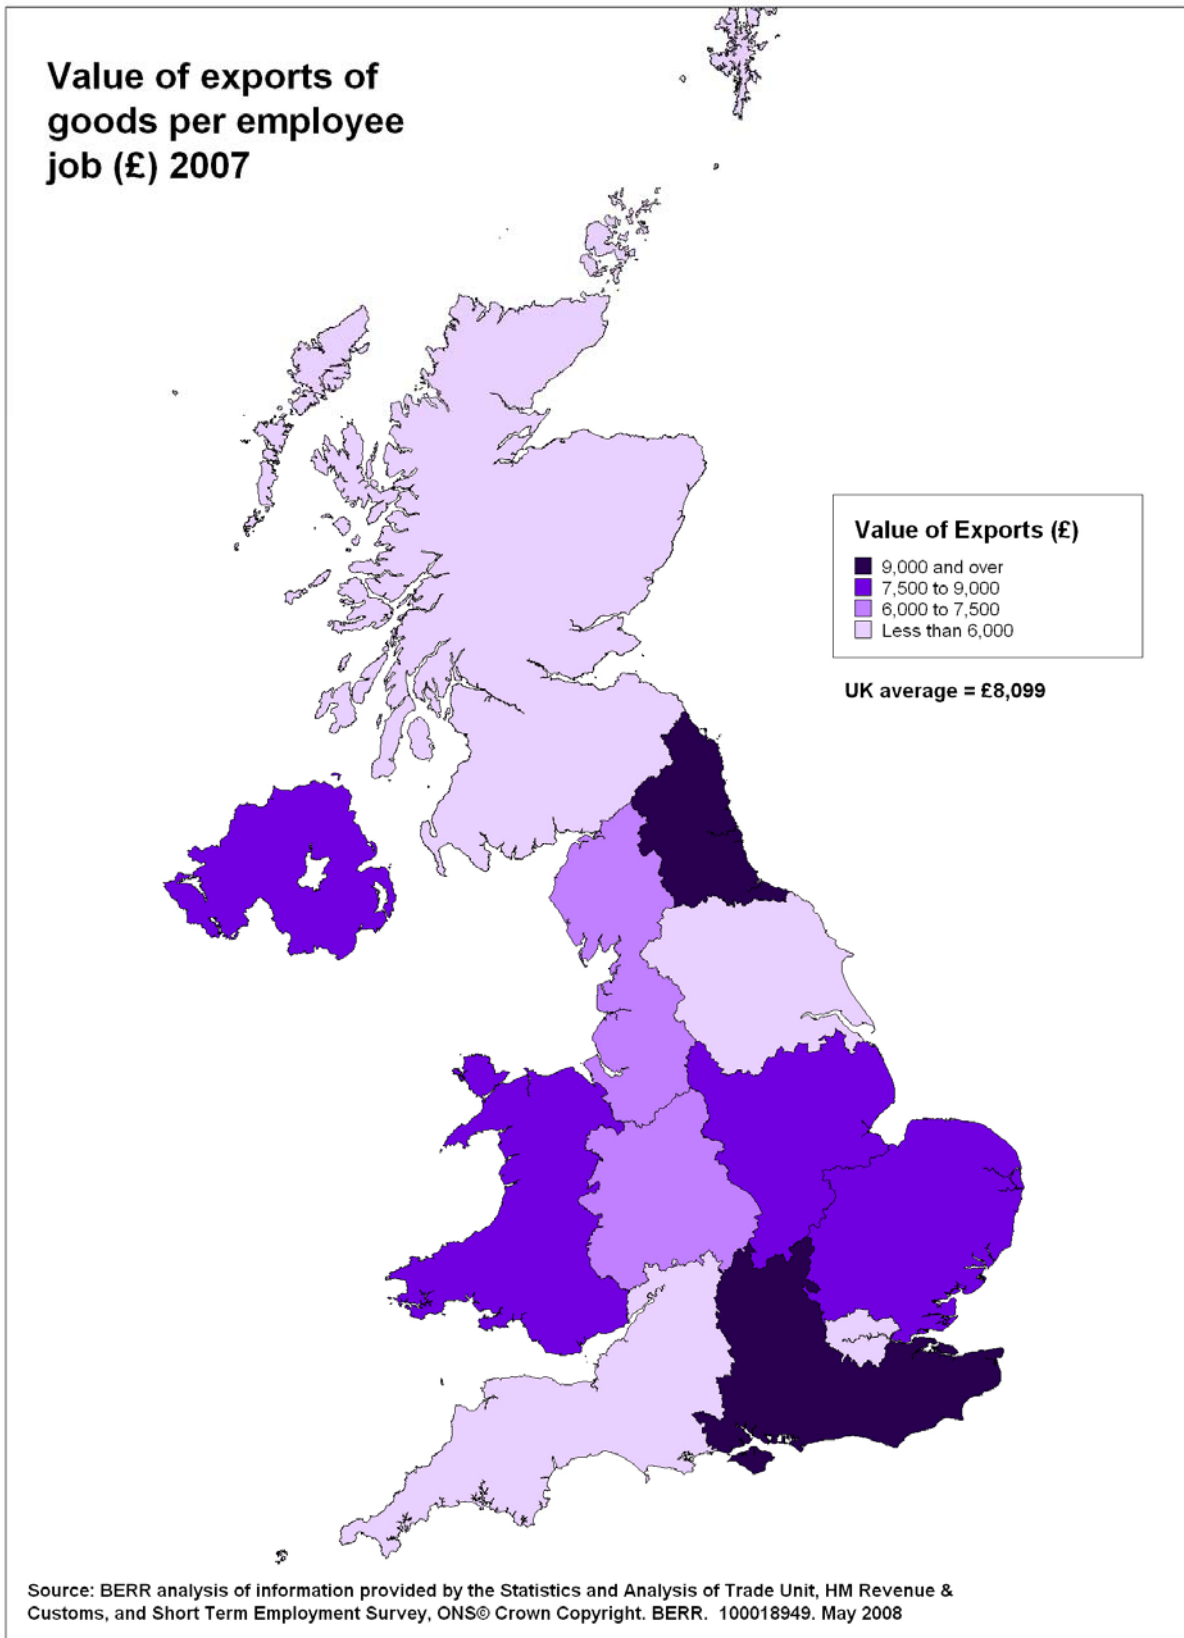 Value of exports of
goods per employee
job (£) 2007
Value of Exports (£)
9,000 and over
7,500 to 9,000
6,000 to 7,500
Less than 6,000
UK average = £8,099
Source: BERR analysis of information provided by the Statistics and Analysis of Trade Unit, HM Revenue &
Customs, and Short Term Employment Survey, ONS© Crown Copyright. BERR.  100018949. May 2008